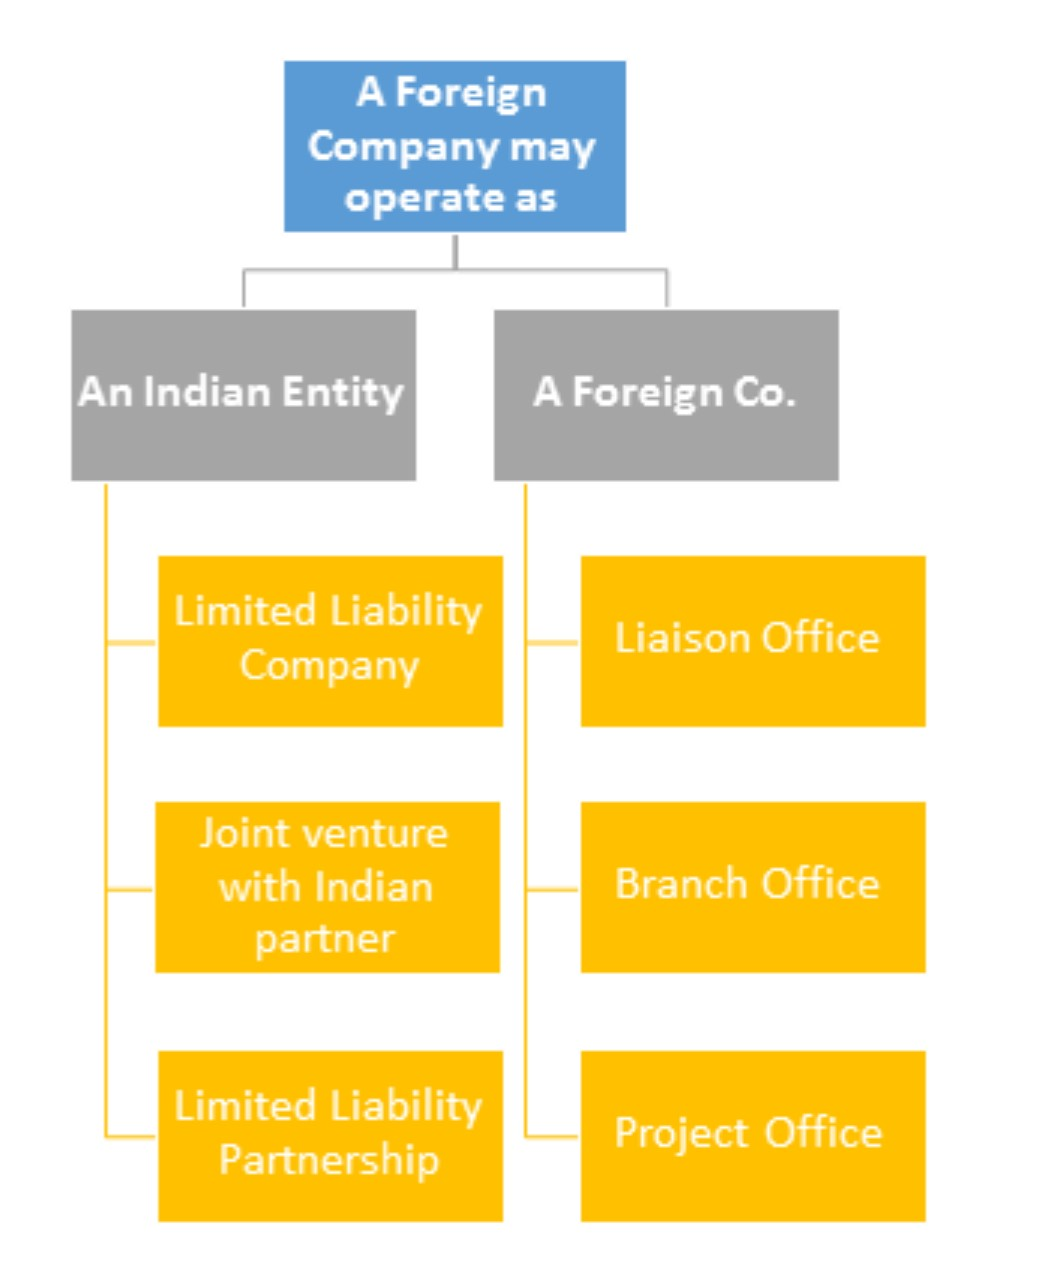 A Foreign
Company may
operate as
An Indian Entity
A Foreign Co.
Limited Liability
Company
Joint venture
with Indian
partner
Limited Liability
Partnership
Liaison Office
Branch Office
Project Office